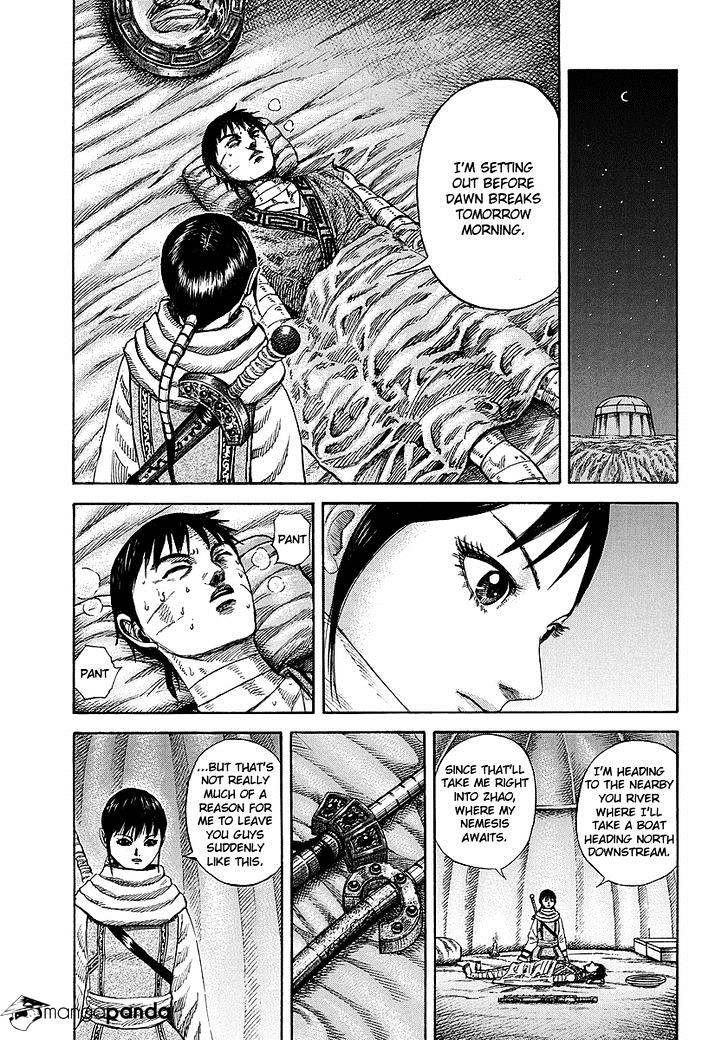 I'M SETTING
OUT BEFORE
DAWN BREAKS
TOMORROW
MORNING.
PANT
PANT
I'M HEADING
TO THE NEARBY
YOU RIVER
WHERE I'LL
TAKE A BOAT
HEADING NORTH
DOWNSTREAM.
SINCE THAT'LL
TAKE ME RIGHT
INTO ZHAO,
WHERE MY
NEMESIS
AWAITS.
...BUT THAT'S
NOT REALLY
MUCH OF A
REASON FOR
ME TO LEAVE
YOU GUYS
SUDDENLY
LIKE THIS.
mangapanda